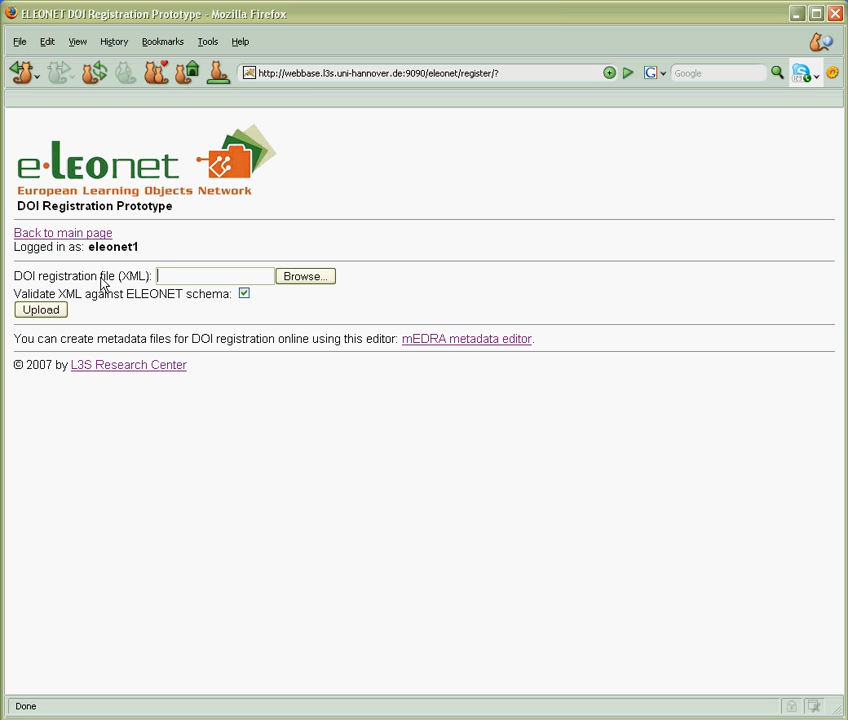 ELEONET DOI Registration Prototype - Mozilla Firefox
File Edit View History Bookmarks Tools Help
http://webbase.l3s.uni-hannover.de:9090/eleonet/register/? G Google
e·LEOnet
European Learning Objects Network
DOI Registration Prototype
Back to main page
Logged in as: eleonet1
DOI registration file (XML): Browse...
Validate XML against ELEONET schema:
Upload
You can create metadata files for DOI registration online using this editor: mEDRA metadata editor.
© 2007 by L3S Research Center
Done